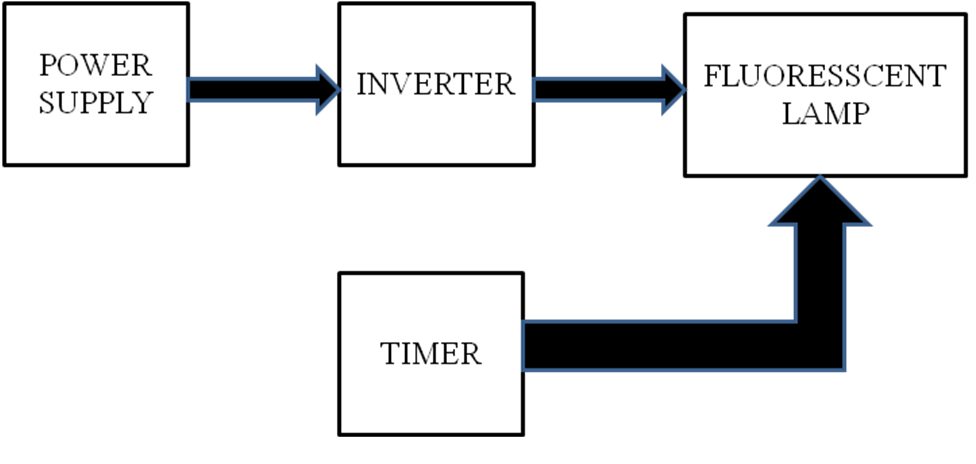 POWER
SUPPLY
INVERTER
FLUORESSCENT
LAMP
TIMER